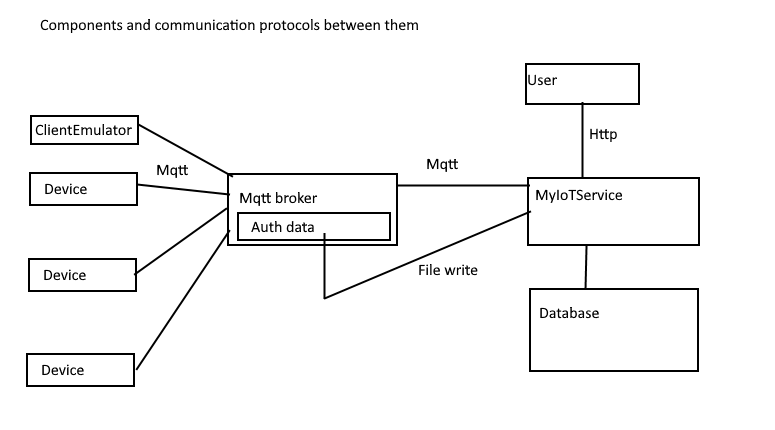 Components and communication protocols between them
User
ClientEmulator
Http
Mqtt
Mqtt
Device
Mqtt broker
MyIoTService
Auth data
Device
File write
Database
Device